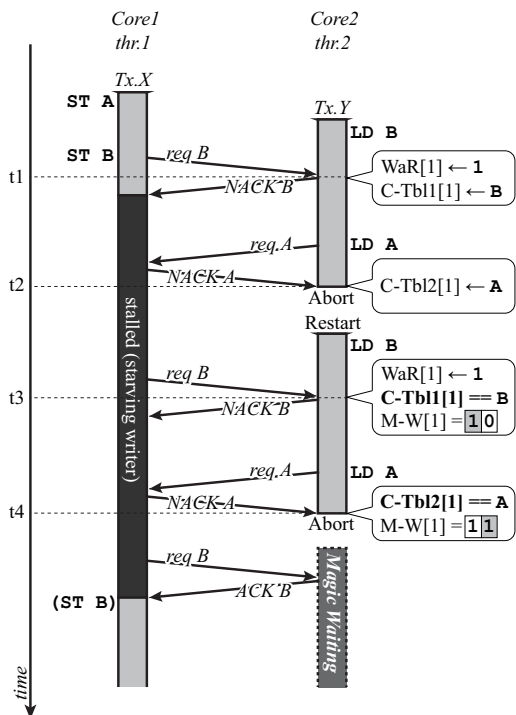 Core1
thr.1
Core2
thr.2
Tx.X
Tx.Y
ST A
LD B
ST B
req B
t1
WaR[1] ← 1
C-Tbl1[1] ← B
NACK B
req.A
LD A
NACK A
t2
C-Tbl2[1] ← A
Abort
Restart
stalled (starving writer)
LD B
req B
WaR[1] ← 1
t3
C-Tbl1[1] == B
NACK B
M-W[1] = 1 0
req.A
LD A
NACK A
C-Tbl2[1] == A
t4
Abort
M-W[1] = 1 1
req B
ACK B
Magic Waiting
(ST B)
time